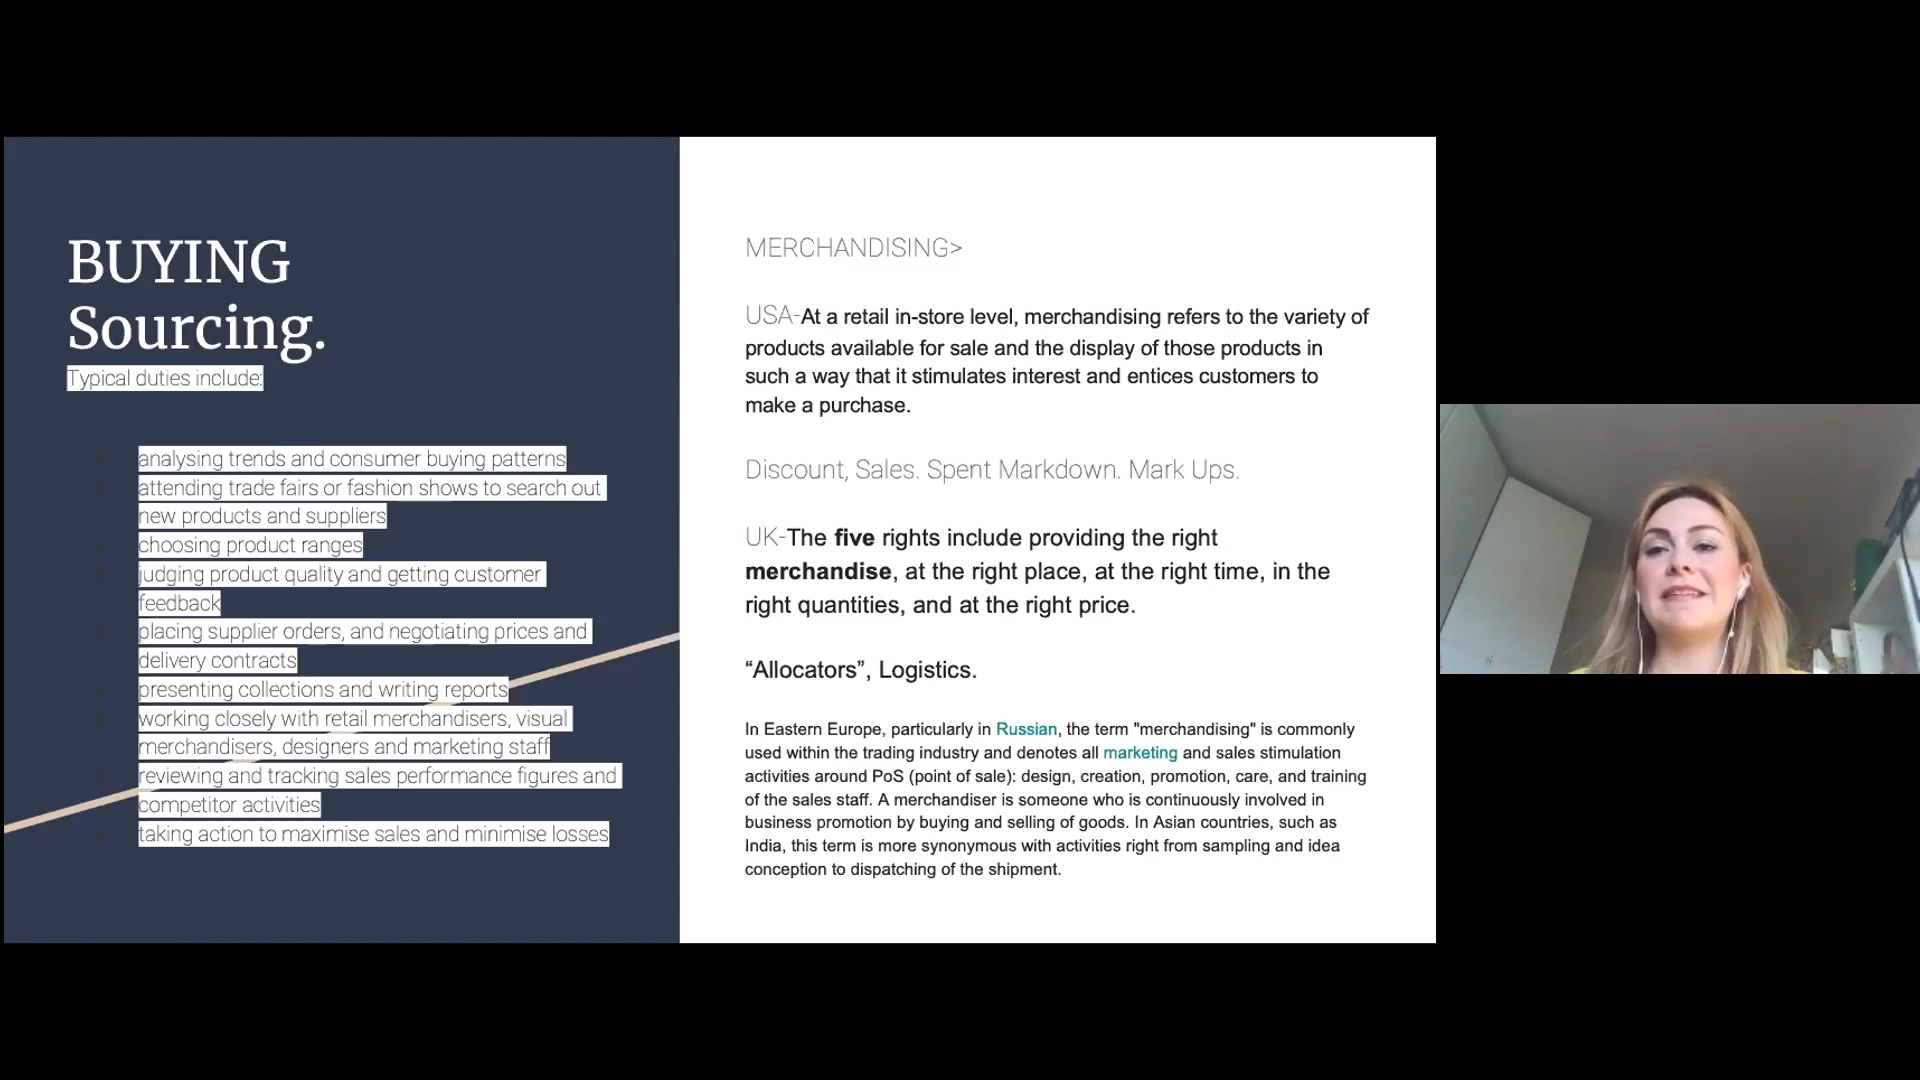 BUYING
Sourcing.
Typical duties include:
analysing trends and consumer buying patterns
attending trade fairs or fashion shows to search out
new products and suppliers
choosing product ranges
judging product quality and getting customer
feedback
placing supplier orders, and negotiating prices and
delivery contracts
presenting collections and writing reports
working closely with retail merchandisers, visual
merchandisers, designers and marketing staff
reviewing and tracking sales performance figures and
competitor activities
taking action to maximise sales and minimise losses
MERCHANDISING>
USA-At a retail in-store level, merchandising refers to the variety of
products available for sale and the display of those products in
such a way that it stimulates interest and entices customers to
make a purchase.
Discount, Sales. Spent Markdown. Mark Ups.
UK-The five rights include providing the right
merchandise, at the right place, at the right time, in the
right quantities, and at the right price.
“Allocators”, Logistics.
In Eastern Europe, particularly in Russian, the term "merchandising" is commonly
used within the trading industry and denotes all marketing and sales stimulation
activities around PoS (point of sale): design, creation, promotion, care, and training
of the sales staff. A merchandiser is someone who is continuously involved in
business promotion by buying and selling of goods. In Asian countries, such as
India, this term is more synonymous with activities right from sampling and idea
conception to dispatching of the shipment.